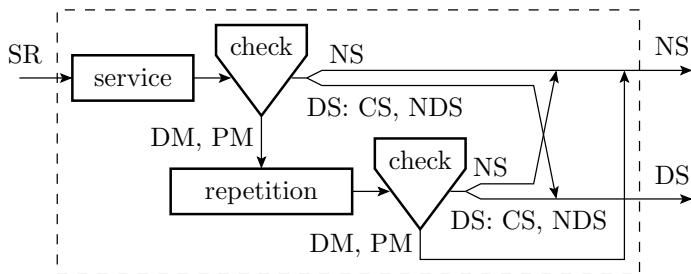 check
NS
NS
SR
service
DS: CS, NDS
DM, PM
check
NS
DS
repetition
DS: CS, NDS
DM, PM